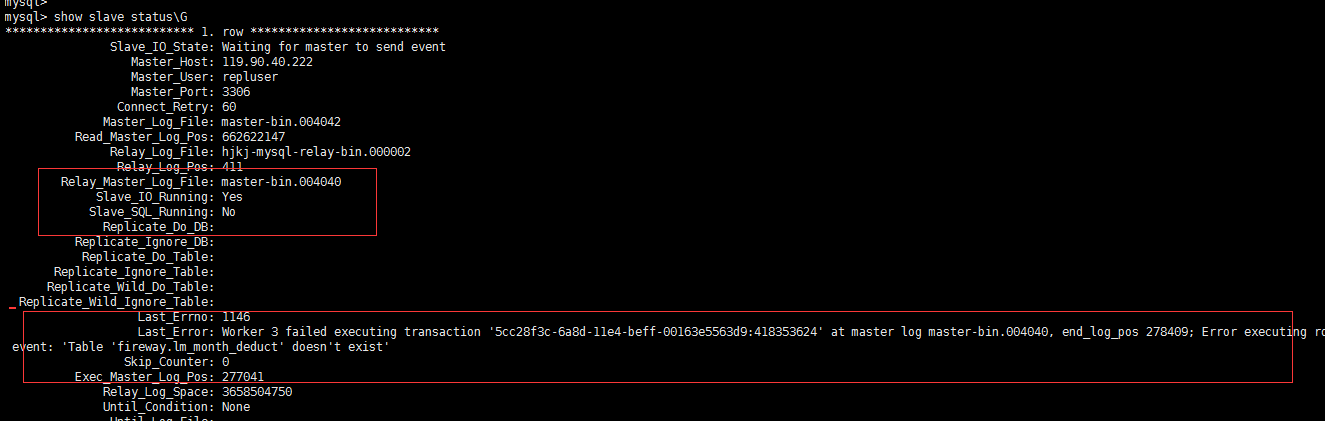 mysql>
mysql> show slave status\G
*************************** 1. row ***************************
Slave_IO_State: Waiting for master to send event
Master_Host: 119.90.40.222
Master_User: repluser
Master_Port: 3306
Connect_Retry: 60
Master_Log_File: master-bin.004042
Read_Master_Log_Pos: 662622147
Relay_Log_File: hjkj-mysql-relay-bin.000002
Relay_Log_Pos: 411
Relay_Master_Log_File: master-bin.004040
Slave_IO_Running: Yes
Slave_SQL_Running: No
Replicate_Do_DB:
Replicate_Ignore_DB:
Replicate_Do_Table:
Replicate_Ignore_Table:
Replicate_Wild_Do_Table:
Replicate_Wild_Ignore_Table:
Last_Errno: 1146
Last_Error: Worker 3 failed executing transaction '5cc28f3c-6a8d-11e4-beff-00163e5563d9:418353624' at master log master-bin.004040, end_log_pos 278409; Error executing ro
event: 'Table 'fireway.lm_month_deduct' doesn't exist'
Skip_Counter: 0
Exec_Master_Log_Pos: 277041
Relay_Log_Space: 3658504750
Until_Condition: None
Until_Log_File: